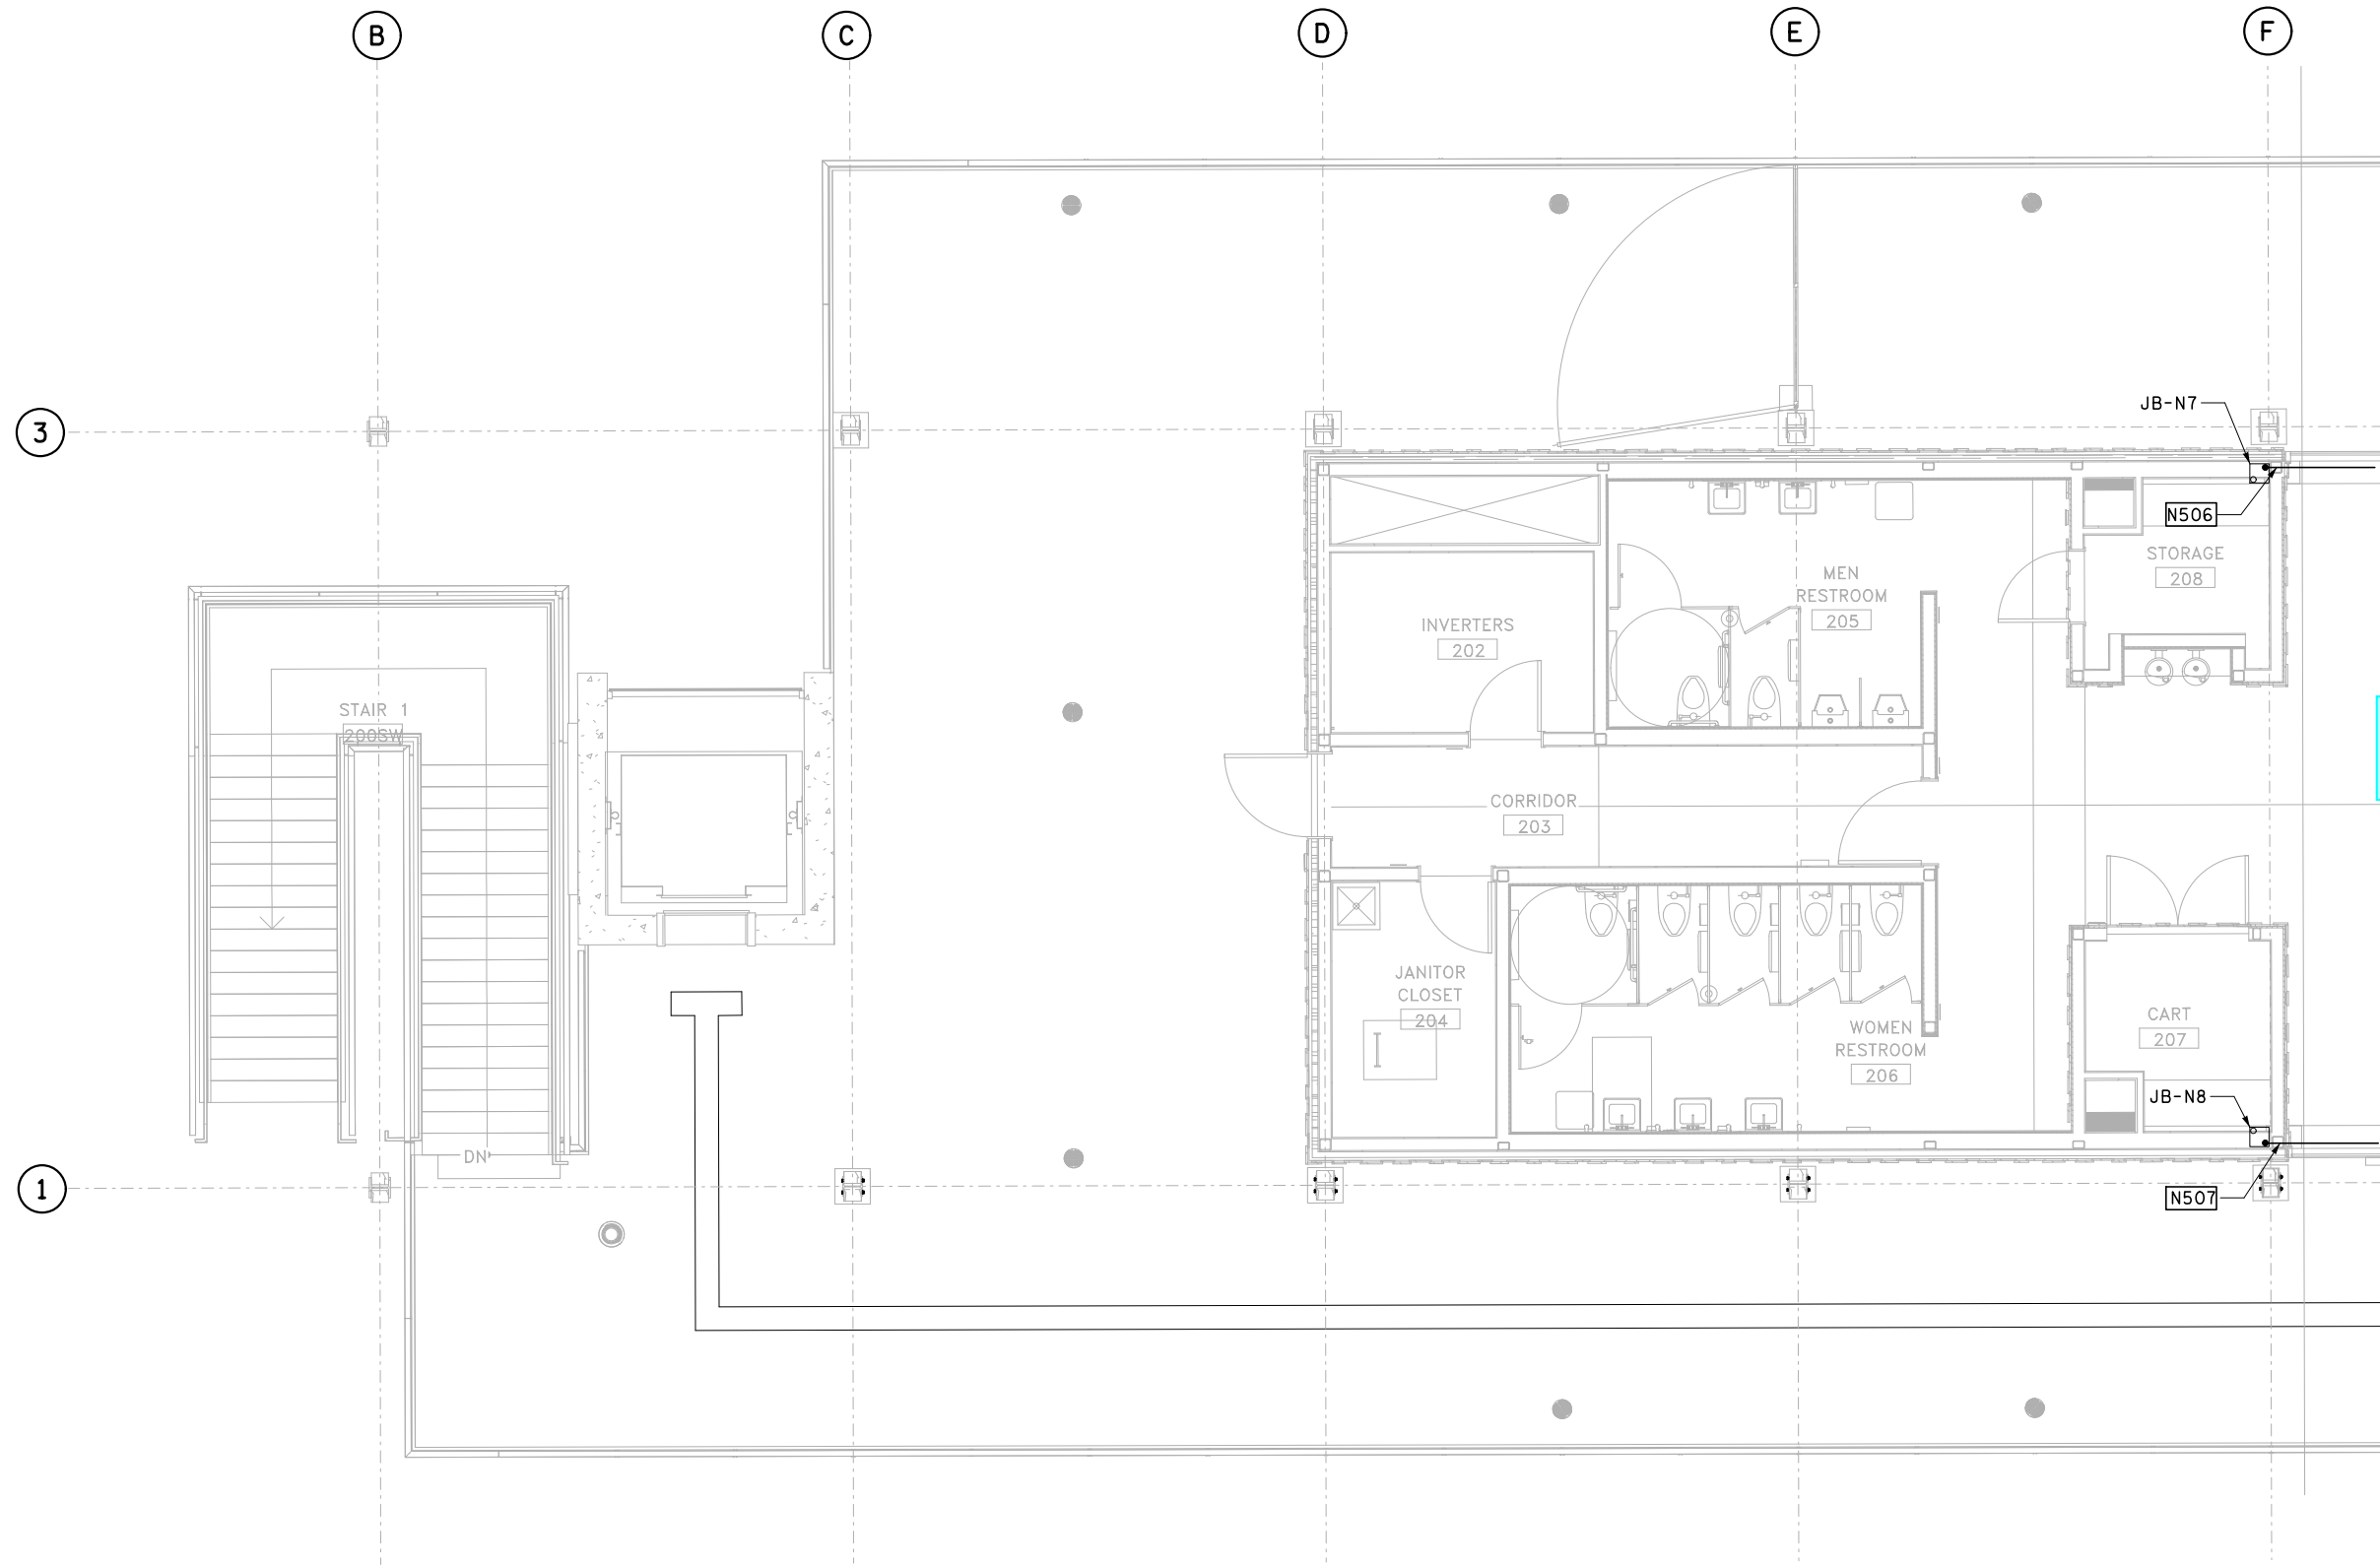 B
C
D
E
F
3
JB-N7
N506
STORAGE
208
MEN
RESTROOM
205
INVERTERS
202
STAIR 1
200SW
CORRIDOR
203
JANITOR
CLOSET
204
CART
207
WOMEN
RESTROOM
206
JB-N8
DN
1
N507